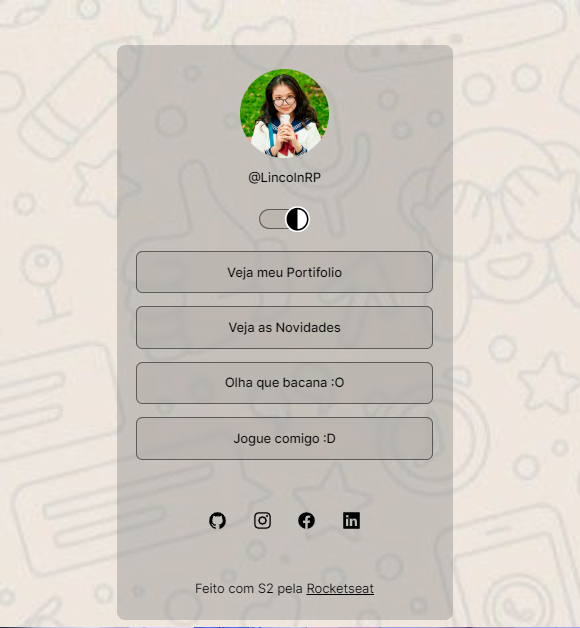 @LincolnRP
Veja meu Portifolio
Veja as Novidades
Olha que bacana :O
Jogue comigo :D
Feito com S2 pela Rocketseat